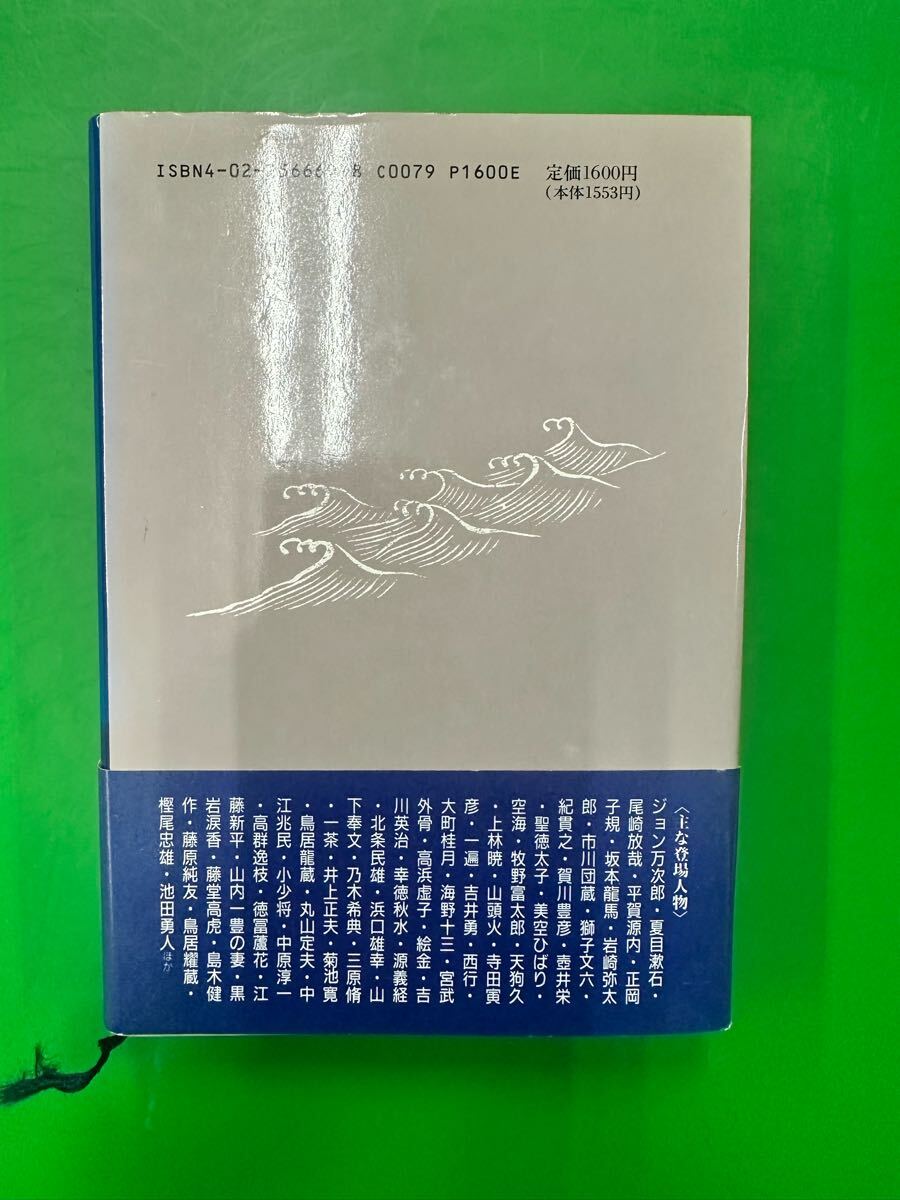 C0079 P1600E
定価1600円
(本体1553円)
〈主な登場人物〉
ジョン万次郎・夏目漱石・
尾崎放哉・平賀源内・正岡
子規・坂本龍馬・岩崎弥太
郎・市川団蔵・獅子文六・
紀貫之・賀川豊彦・壺井栄
・聖徳太子・美空ひばり・
空海・牧野富太郎・天狗久
・上林暁・山頭火・寺田寅
彦・一遍・吉井勇・西行・
大町桂月・海野十三・宮武
外骨・高浜虚子・絵金・吉
川英治・幸徳秋水・源義経
・北条民雄・浜口雄幸・山
下奉文・乃木希典・三原脩
・一茶・井上正夫・菊池寛
・鳥居龍蔵・丸山定夫・中
江兆民・小少将・中原淳一
・高群逸枝・徳冨蘆花・江
藤新平・山内一豊の妻・黒
岩涙香・藤堂高虎・島木健
作・藤原純友・鳥居耀蔵・
樫尾忠雄・池田勇人ほか